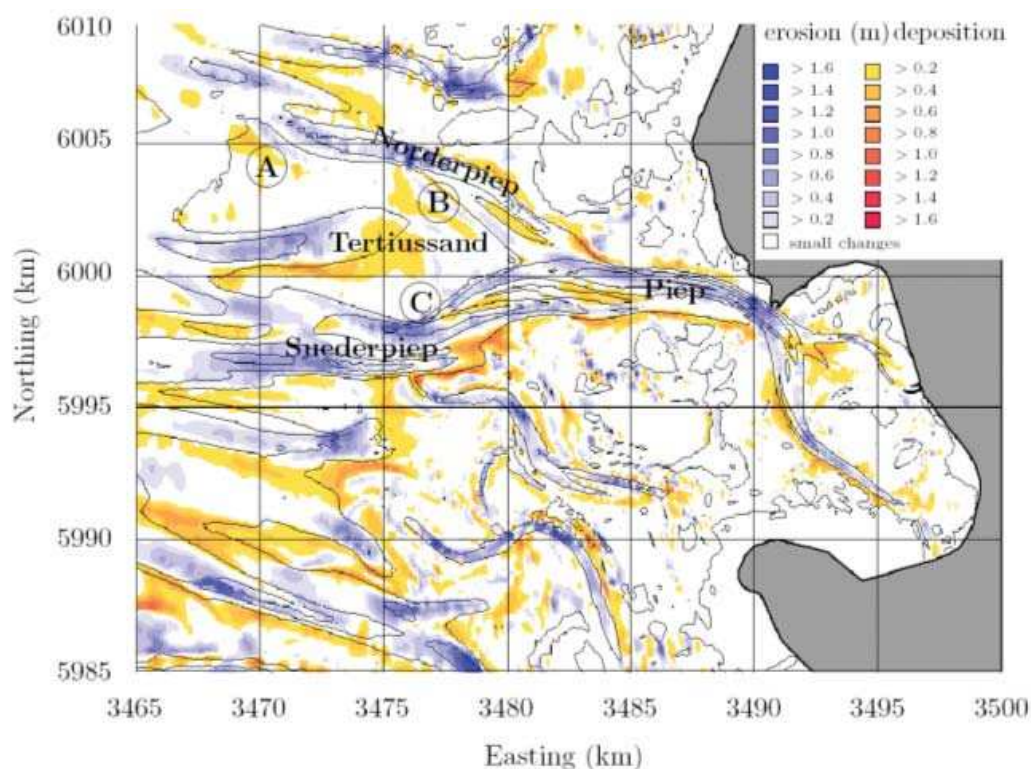 6010
6005
6000
5995
5990
5985
Northing (km)
3465 3470 3475 3480 3485 3490 3495 3500
Easting (km)
erosion (m) deposition
> 1.6 > 0.2
> 1.4 > 0.4
> 1.2 > 0.6
> 1.0 > 0.8
> 0.8 > 1.0
> 0.6 > 1.2
> 0.4 > 1.4
> 0.2 > 1.6
small changes
Norderpiep
A
B
Tertiussand
C
Piep
Suederpiep